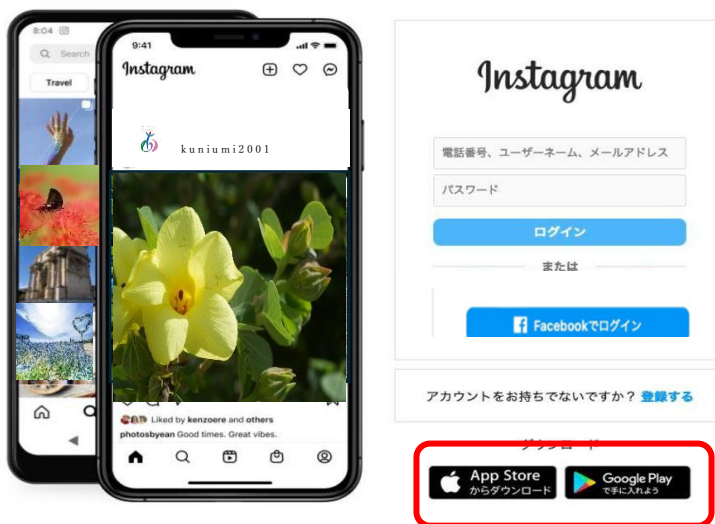 8:04
Search
Travel
9:41
Instagram
kuniumi2001
Liked by kenzoere and others
photosbyean Good times. Great vibes.
Instagram
電話番号、ユーザーネーム、メールアドレス
パスワード
ログイン
または
Facebookでログイン
アカウントをお持ちでないですか？ 登録する
ダウンロード
App Store
からダウンロード
Google Play
で手に入れよう